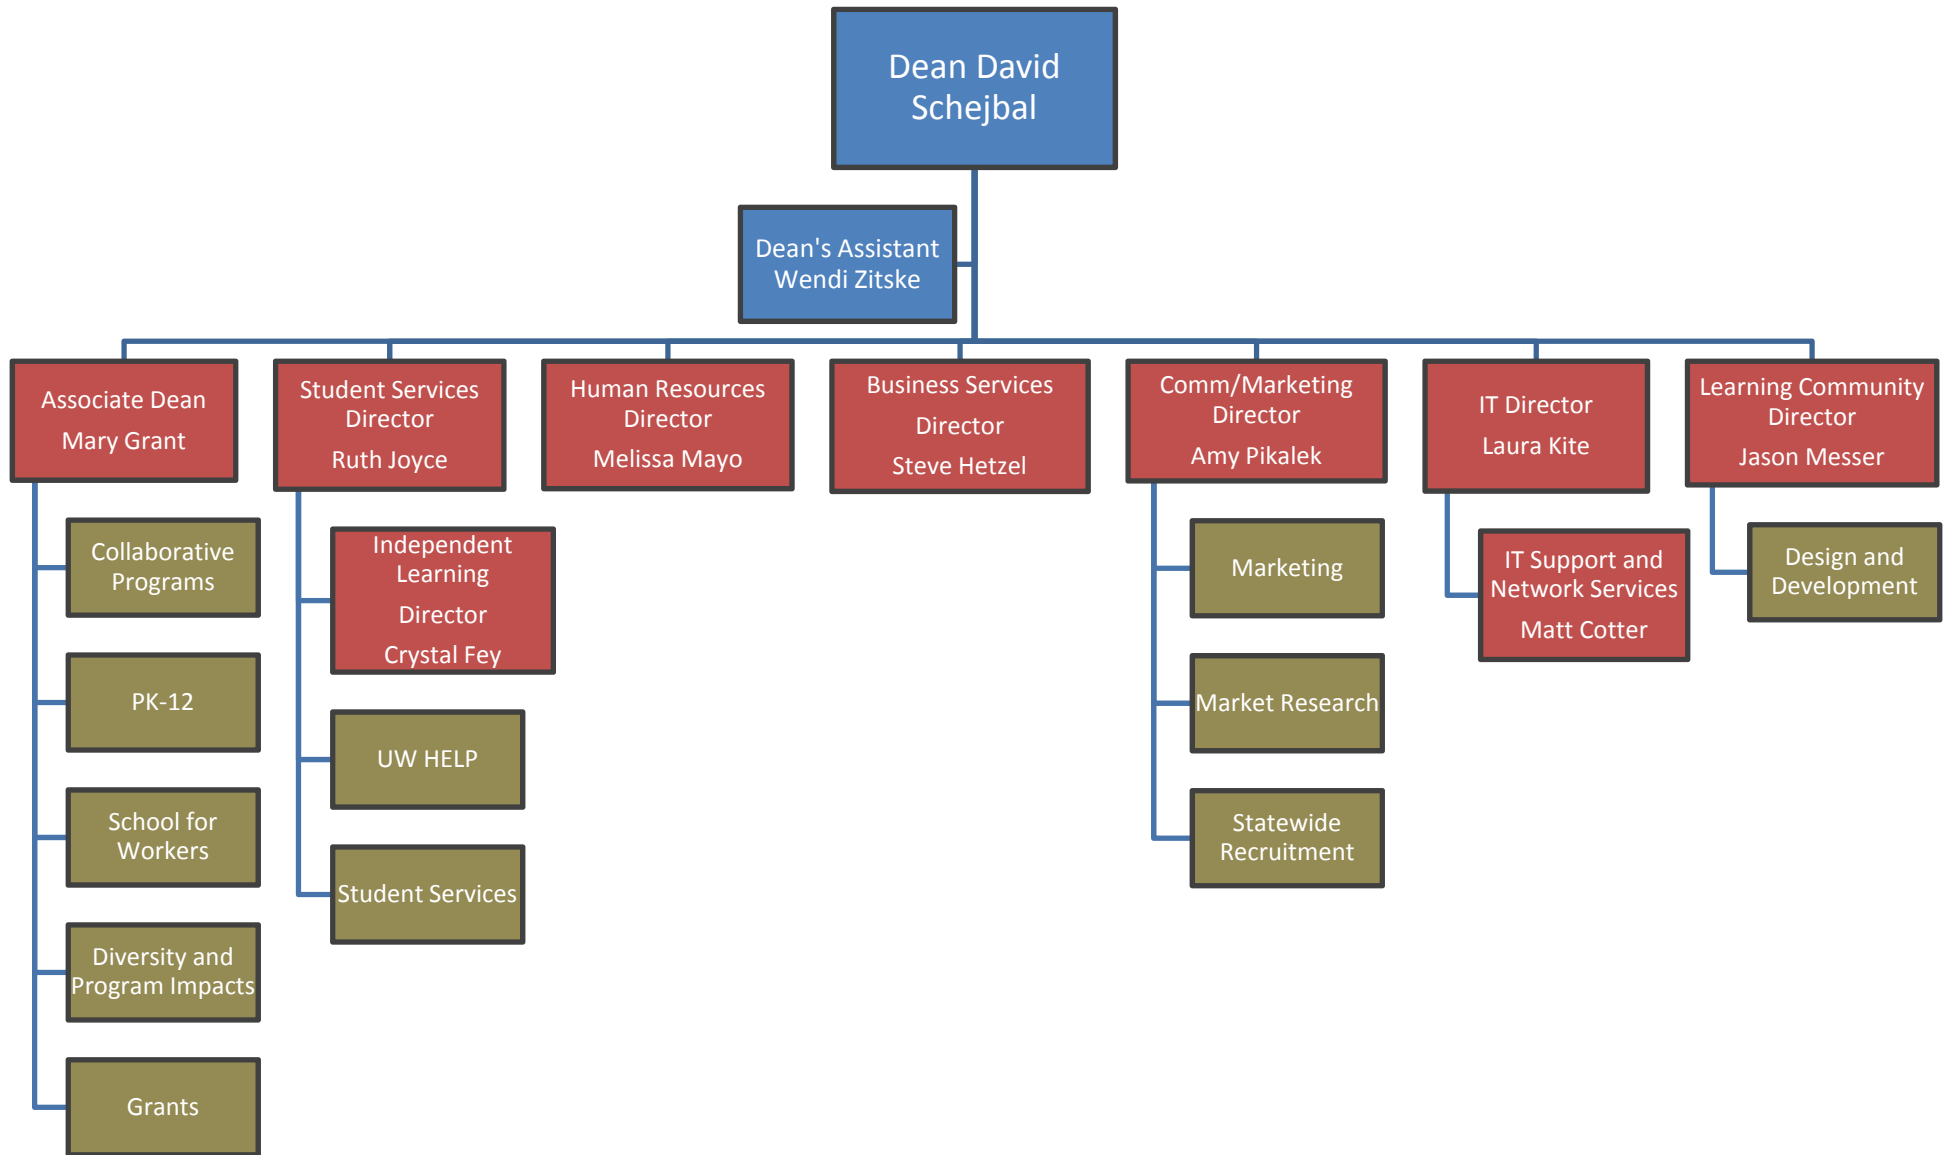 Dean David
Schejbal
Dean's Assistant
Wendi Zitske
Associate Dean
Mary Grant
Student Services
Director
Ruth Joyce
Human Resources
Director
Melissa Mayo
Business Services
Director
Steve Hetzel
Comm/Marketing
Director
Amy Pikalek
IT Director
Laura Kite
Learning Community
Director
Jason Messer
Collaborative
Programs
PK-12
School for
Workers
Diversity and
Program Impacts
Grants
Independent
Learning
Director
Crystal Fey
UW HELP
Student Services
Marketing
Market Research
Statewide
Recruitment
IT Support and
Network Services
Matt Cotter
Design and
Development